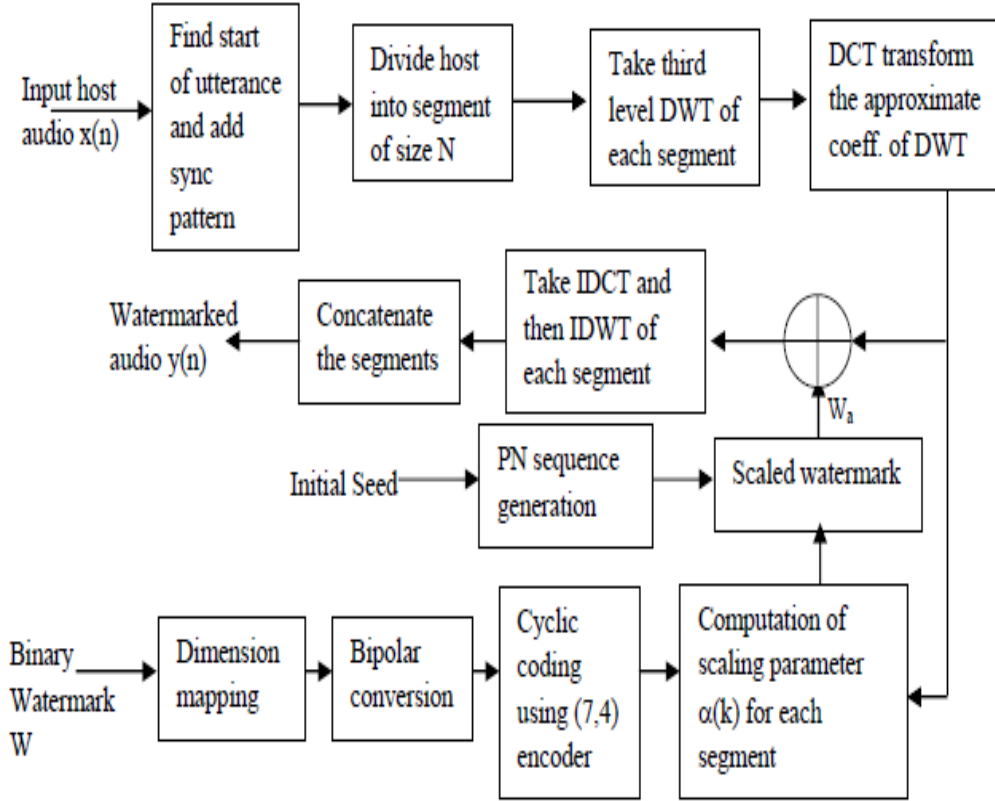 Input host
audio x(n)
Find start
of utterance
and add
sync
pattern
Divide host
into segment
of size N
Take third
level DWT of
each segment
DCT transform
the approximate
coeff. of DWT
Watermarked
audio y(n)
Concatenate
the segments
Take IDCT and
then IDWT of
each segment
Wₐ
Initial Seed
PN sequence
generation
Scaled watermark
Binary
Watermark
W
Dimension
mapping
Bipolar
conversion
Cyclic
coding
using (7,4)
encoder
Computation of
scaling parameter
α(k) for each
segment